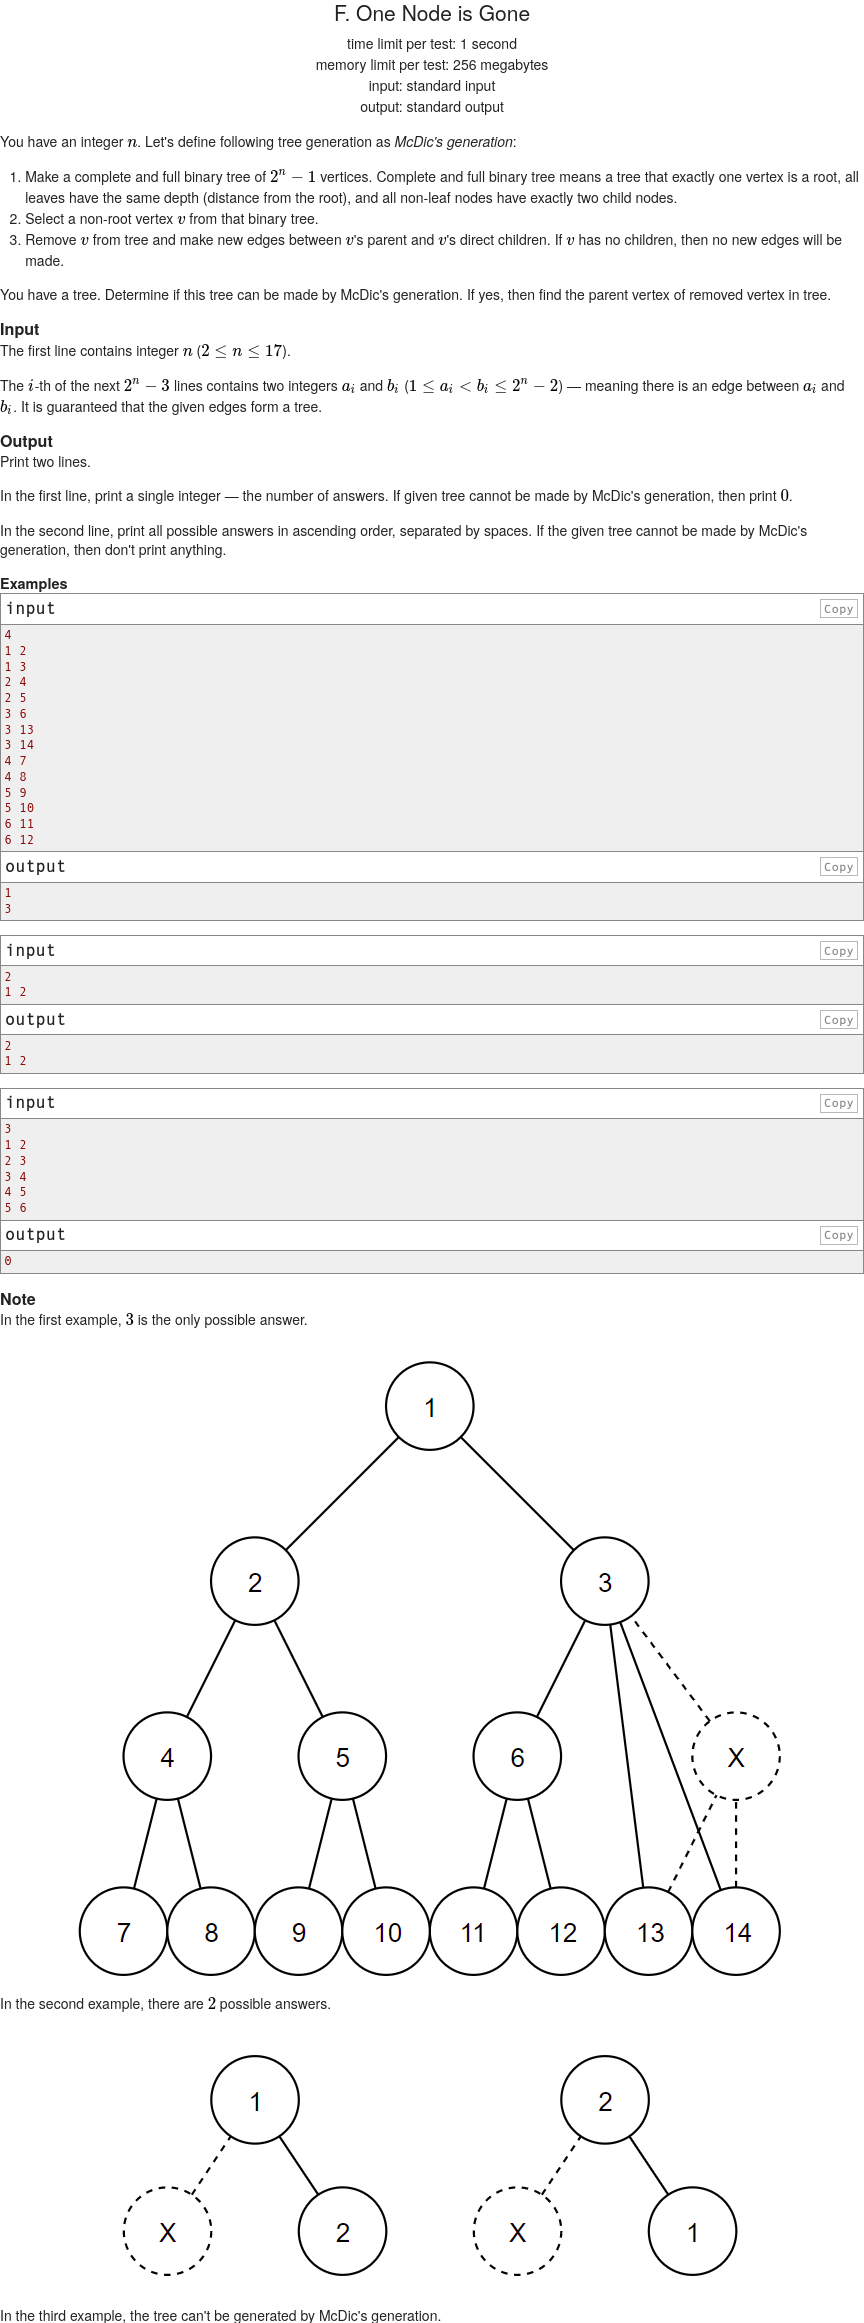 F. One Node is Gone
time limit per test: 1 second
memory limit per test: 256 megabytes
input: standard input
output: standard output
You have an integer n. Let's define following tree generation as McDic's generation:
1. Make a complete and full binary tree of 2^n − 1 vertices. Complete and full binary tree means a tree that exactly one vertex is a root, all
leaves have the same depth (distance from the root), and all non-leaf nodes have exactly two child nodes.
2. Select a non-root vertex v from that binary tree.
3. Remove v from tree and make new edges between v's parent and v's direct children. If v has no children, then no new edges will be
made.
You have a tree. Determine if this tree can be made by McDic's generation. If yes, then find the parent vertex of removed vertex in tree.
Input
The first line contains integer n (2 ≤ n ≤ 17).
The i-th of the next 2^n − 3 lines contains two integers a_i and b_i (1 ≤ a_i < b_i ≤ 2^n − 2) — meaning there is an edge between a_i and
b_i. It is guaranteed that the given edges form a tree.
Output
Print two lines.
In the first line, print a single integer — the number of answers. If given tree cannot be made by McDic's generation, then print 0.
In the second line, print all possible answers in ascending order, separated by spaces. If the given tree cannot be made by McDic's
generation, then don't print anything.
Examples
input Copy
4
1 2
1 3
2 4
2 5
3 6
3 13
3 14
4 7
4 8
5 9
5 10
6 11
6 12
output Copy
1
3
input Copy
2
1 2
output Copy
2
1 2
input Copy
3
1 2
2 3
3 4
4 5
5 6
output Copy
0
Note
In the first example, 3 is the only possible answer.
1
2 3
4 5 6 X
7 8 9 10 11 12 13 14
In the second example, there are 2 possible answers.
1 2
X 2 X 1
In the third example, the tree can't be generated by McDic's generation.